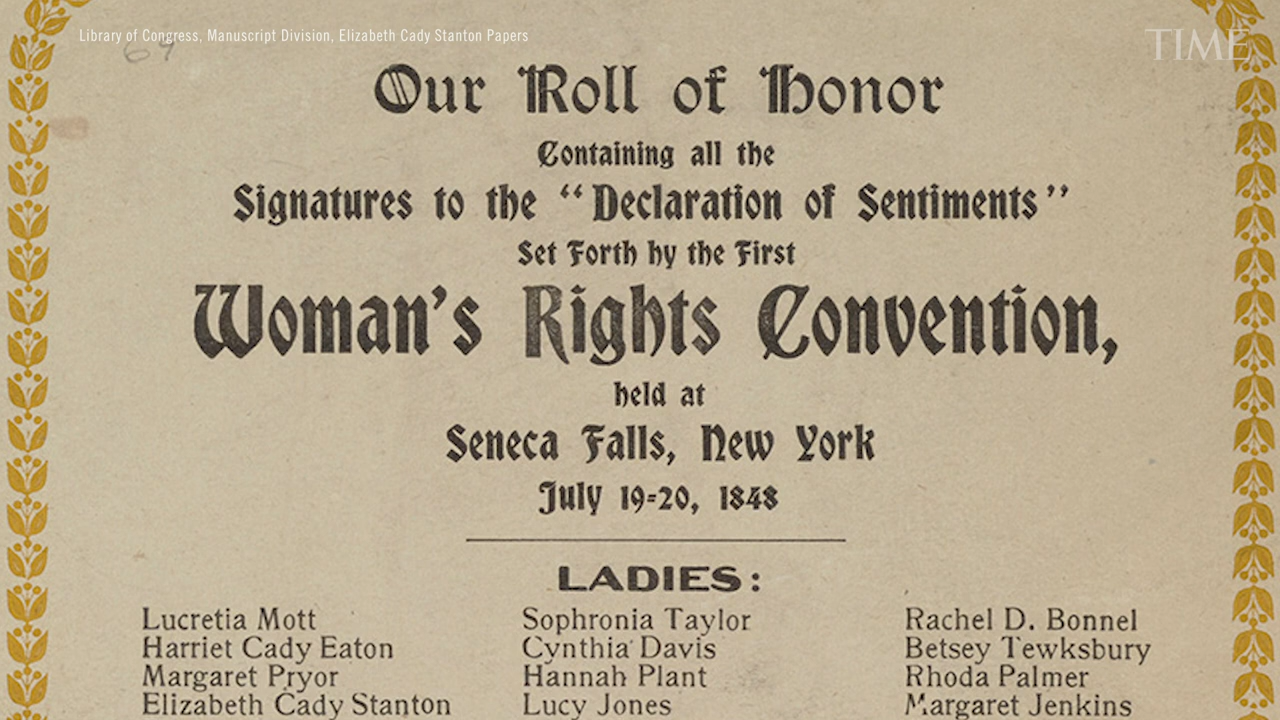 Library of Congress, Manuscript Division, Elizabeth Cady Stanton Papers
TIME
69
Our Roll of Honor
Containing all the
Signatures to the “Declaration of Sentiments”
Set Forth by the First
Woman’s Rights Convention,
held at
Seneca Falls, New York
July 19-20, 1848
LADIES:
Lucretia Mott
Harriet Cady Eaton
Margaret Pryor
Elizabeth Cady Stanton
Sophronia Taylor
Cynthia Davis
Hannah Plant
Lucy Jones
Rachel D. Bonnel
Betsey Tewksbury
Rhoda Palmer
Margaret Jenkins